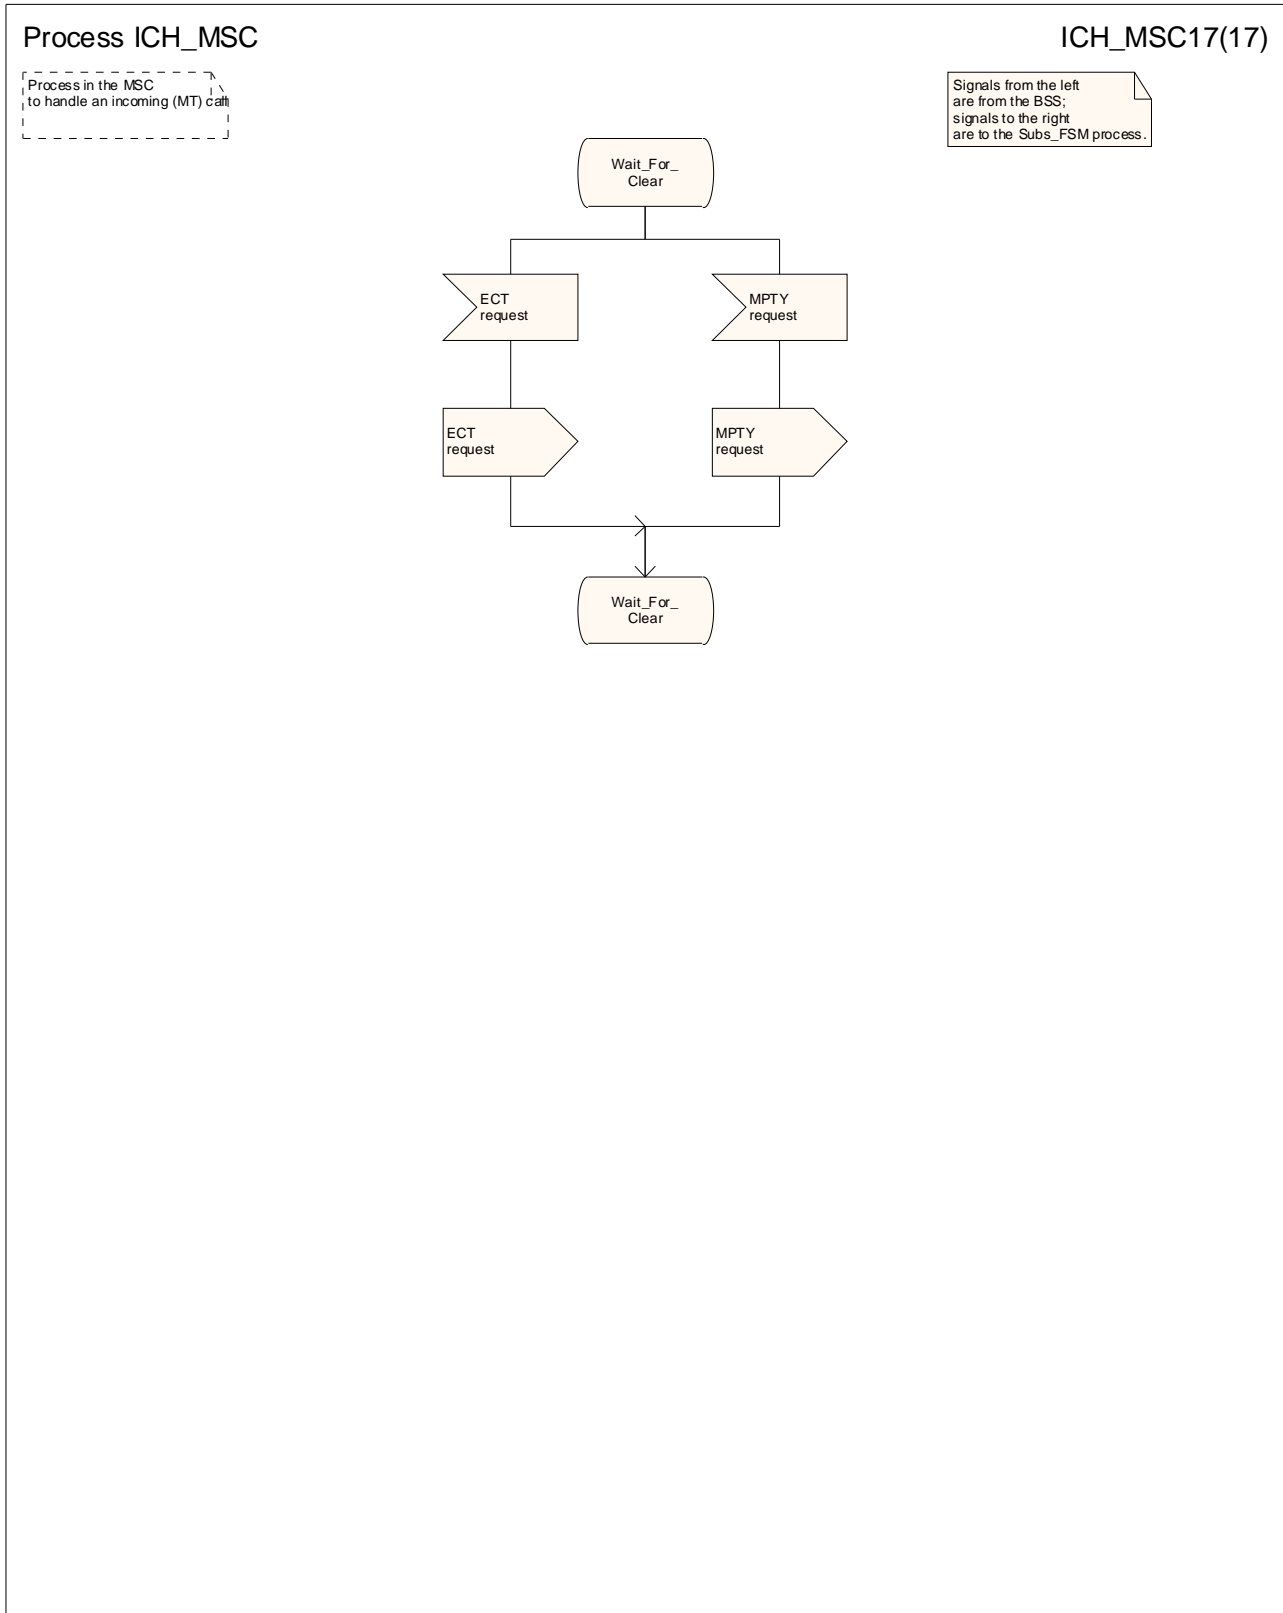 Process ICH_MSC
ICH_MSC17(17)
Process in the MSC
to handle an incoming (MT) call
Signals from the left
are from the BSS;
signals to the right
are to the Subs_FSM process.
Wait_For_
Clear
ECT
request
MPTY
request
ECT
request
MPTY
request
Wait_For_
Clear